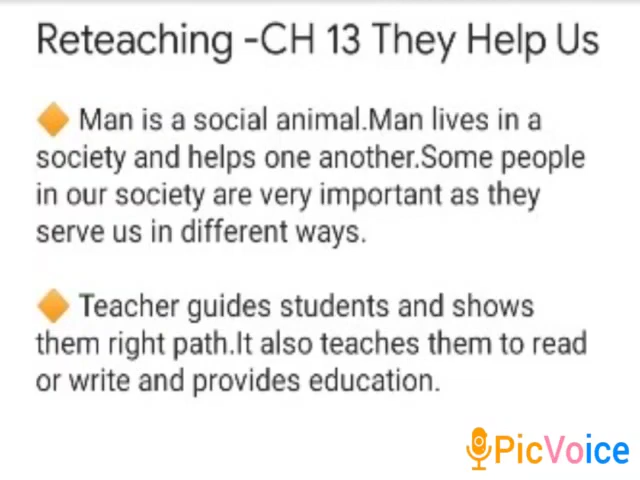 Reteaching -CH 13 They Help Us
🔶 Man is a social animal.Man lives in a
society and helps one another.Some people
in our society are very important as they
serve us in different ways.
🔶 Teacher guides students and shows
them right path.It also teaches them to read
or write and provides education.
PicVoice